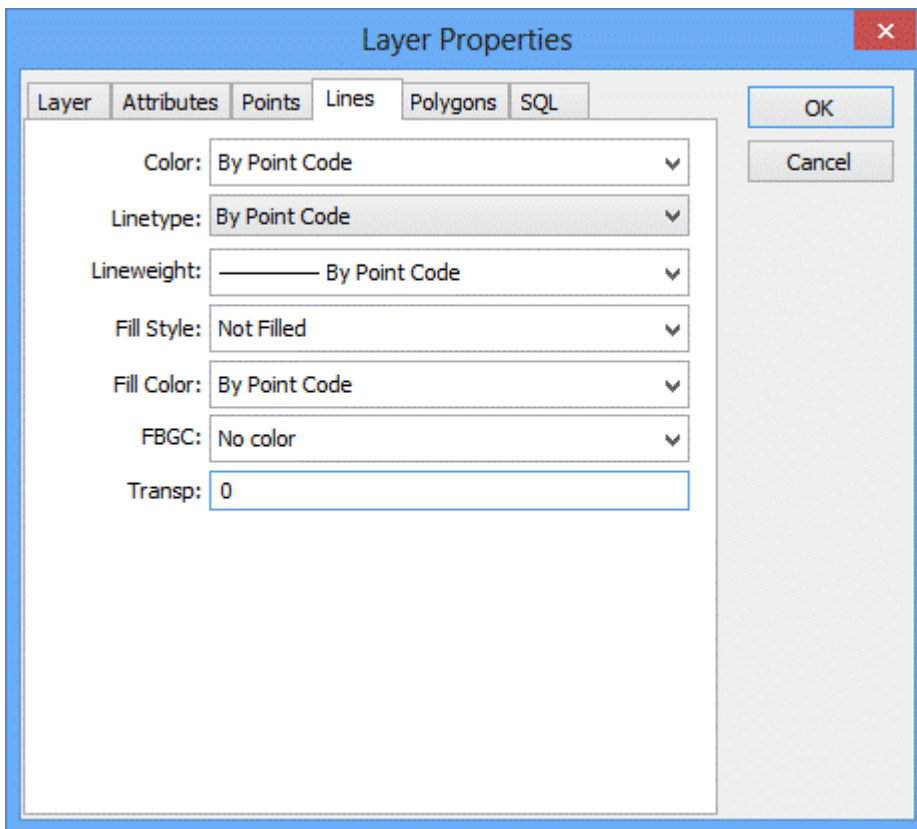 Layer Properties
Layer Attributes Points Lines Polygons SQL
OK
Cancel
Color: By Point Code
Linetype: By Point Code
Lineweight: By Point Code
Fill Style: Not Filled
Fill Color: By Point Code
FBGC: No color
Transp: 0